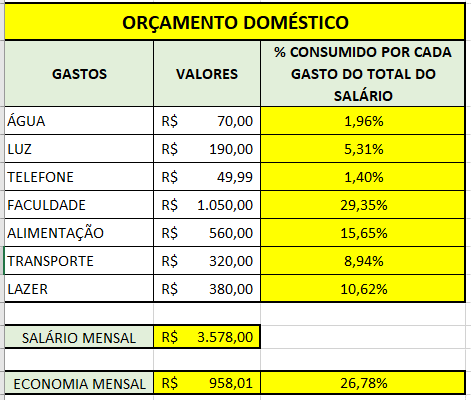 ORÇAMENTO DOMÉSTICO
GASTOS VALORES % CONSUMIDO POR CADA
GASTO DO TOTAL DO
SALÁRIO
ÁGUA R$ 70,00 1,96%
LUZ R$ 190,00 5,31%
TELEFONE R$ 49,99 1,40%
FACULDADE R$ 1.050,00 29,35%
ALIMENTAÇÃO R$ 560,00 15,65%
TRANSPORTE R$ 320,00 8,94%
LAZER R$ 380,00 10,62%
SALÁRIO MENSAL R$ 3.578,00
ECONOMIA MENSAL R$ 958,01 26,78%